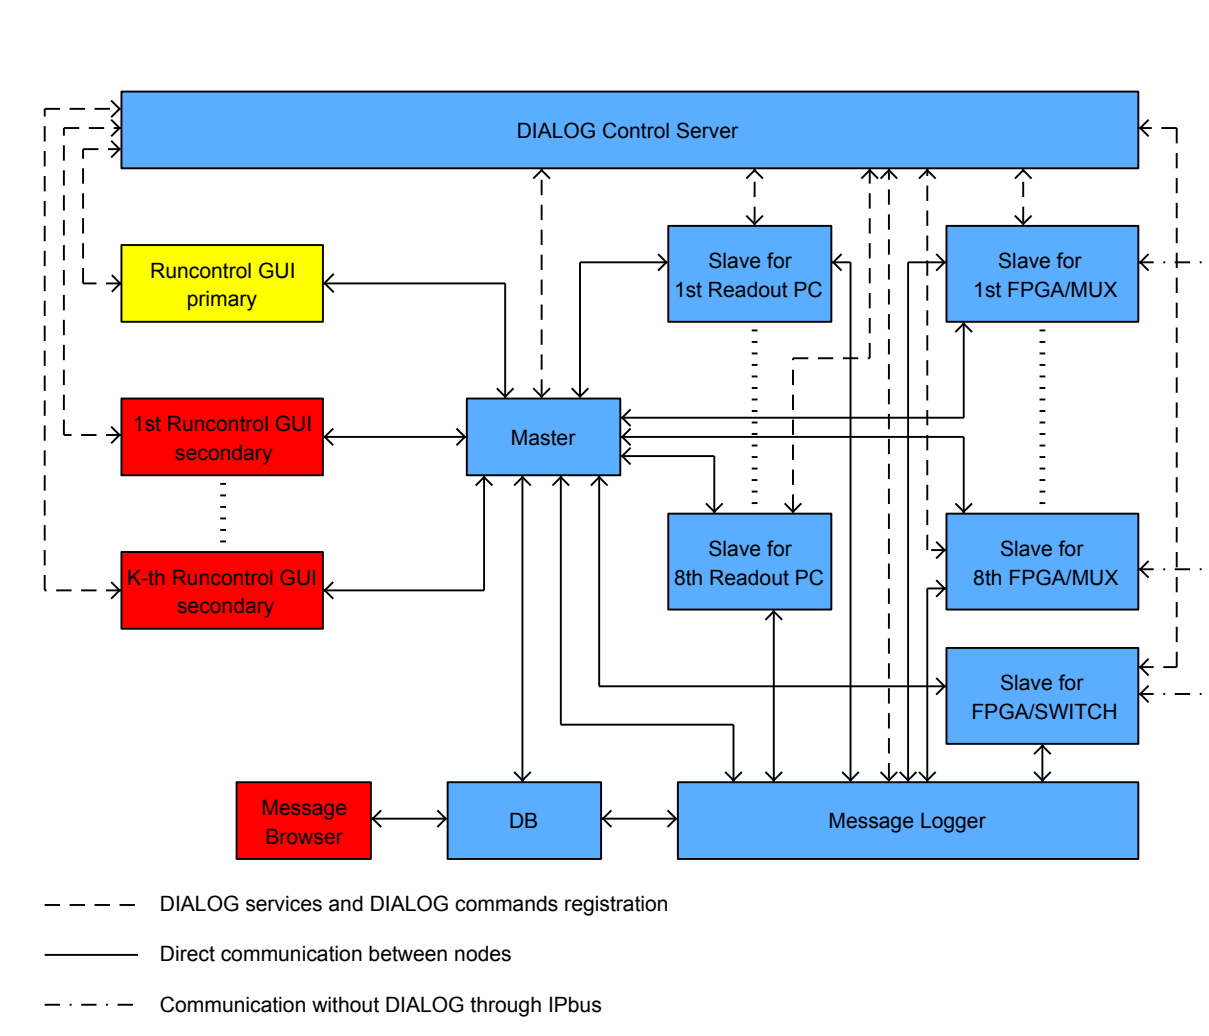 DIALOG Control Server
Runcontrol GUI
primary
Slave for
1st Readout PC
Slave for
1st FPGA/MUX
1st Runcontrol GUI
secondary
Master
K-th Runcontrol GUI
secondary
Slave for
8th Readout PC
Slave for
8th FPGA/MUX
Slave for
FPGA/SWITCH
Message
Browser
DB
Message Logger
DIALOG services and DIALOG commands registration
Direct communication between nodes
Communication without DIALOG through IPbus